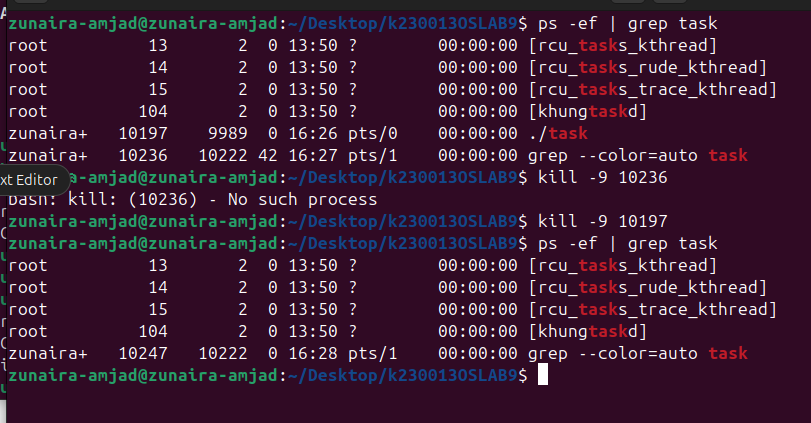 zunaira-amjad@zunaira-amjad:~/Desktop/k230013OSLAB9$ ps -ef | grep task
root          13       2  0 13:50 ?        00:00:00 [rcu_tasks_kthread]
root          14       2  0 13:50 ?        00:00:00 [rcu_tasks_rude_kthread]
root          15       2  0 13:50 ?        00:00:00 [rcu_tasks_trace_kthread]
root         104       2  0 13:50 ?        00:00:00 [khungtaskd]
zunaira+   10197    9989  0 16:26 pts/0    00:00:00 ./task
zunaira+   10236   10222 42 16:27 pts/1    00:00:00 grep --color=auto task
xt Editor
zunaira-amjad@zunaira-amjad:~/Desktop/k230013OSLAB9$ kill -9 10236
bash: kill: (10236) - No such process
zunaira-amjad@zunaira-amjad:~/Desktop/k230013OSLAB9$ kill -9 10197
zunaira-amjad@zunaira-amjad:~/Desktop/k230013OSLAB9$ ps -ef | grep task
root          13       2  0 13:50 ?        00:00:00 [rcu_tasks_kthread]
root          14       2  0 13:50 ?        00:00:00 [rcu_tasks_rude_kthread]
root          15       2  0 13:50 ?        00:00:00 [rcu_tasks_trace_kthread]
root         104       2  0 13:50 ?        00:00:00 [khungtaskd]
zunaira+   10247   10222  0 16:28 pts/1    00:00:00 grep --color=auto task
zunaira-amjad@zunaira-amjad:~/Desktop/k230013OSLAB9$